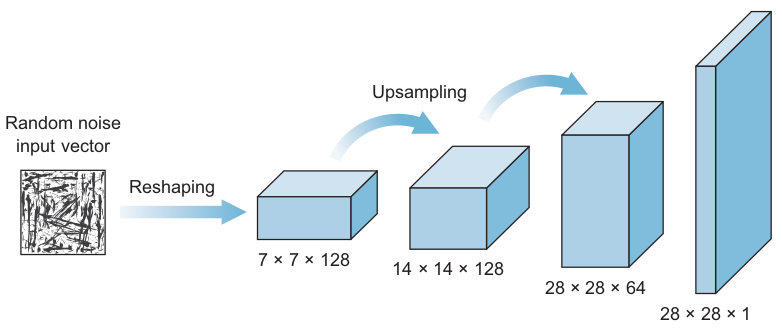 Random noise
input vector
Reshaping
Upsampling
7 × 7 × 128
14 × 14 × 128
28 × 28 × 64
28 × 28 × 1